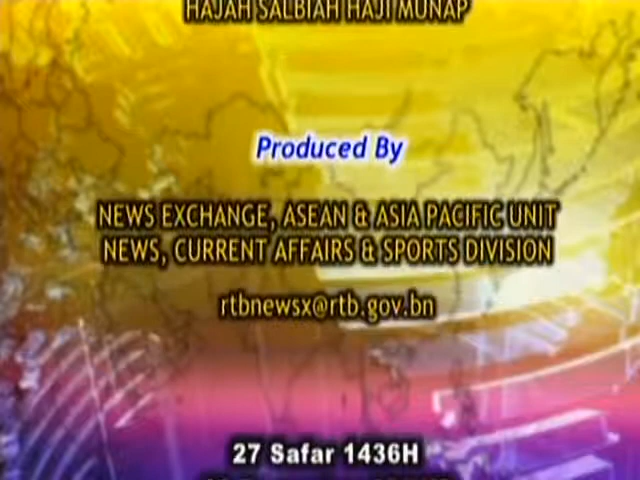 HAJAH SALBIAH HAJI MUNAP
Produced By
NEWS EXCHANGE, ASEAN & ASIA PACIFIC UNIT
NEWS, CURRENT AFFAIRS & SPORTS DIVISION
rtbnewsx@rtb.gov.bn
27 Safar 1436H